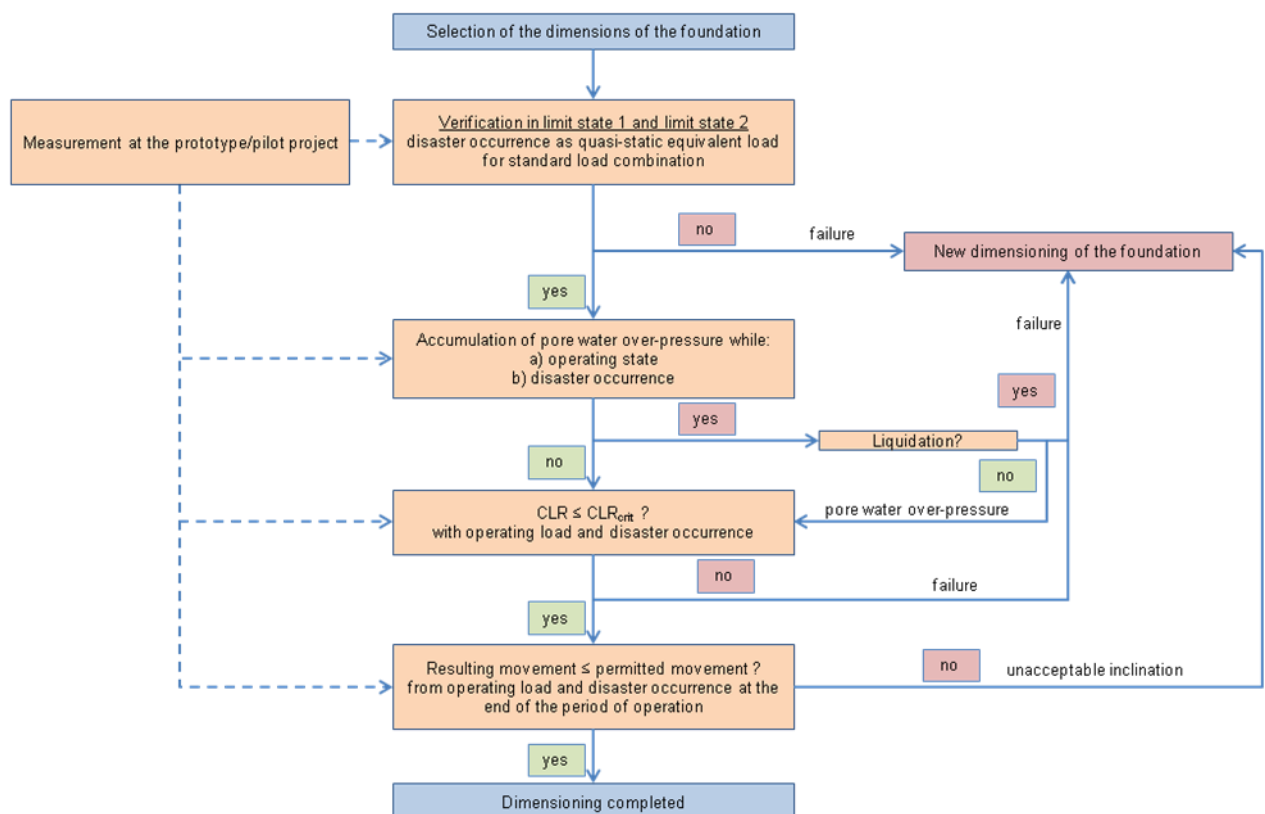 Selection of the dimensions of the foundation
Measurement at the prototype/pilot project
Verification in limit state 1 and limit state 2
disaster occurrence as quasi-static equivalent load
for standard load combination
no
failure
New dimensioning of the foundation
yes
failure
Accumulation of pore water over-pressure while:
a) operating state
b) disaster occurrence
yes
yes
Liquidation?
no
no
CLR ≤ CLRcrit ?
with operating load and disaster occurrence
pore water over-pressure
no
failure
yes
Resulting movement ≤ permitted movement ?
from operating load and disaster occurrence at the
end of the period of operation
no
unacceptable inclination
yes
Dimensioning completed